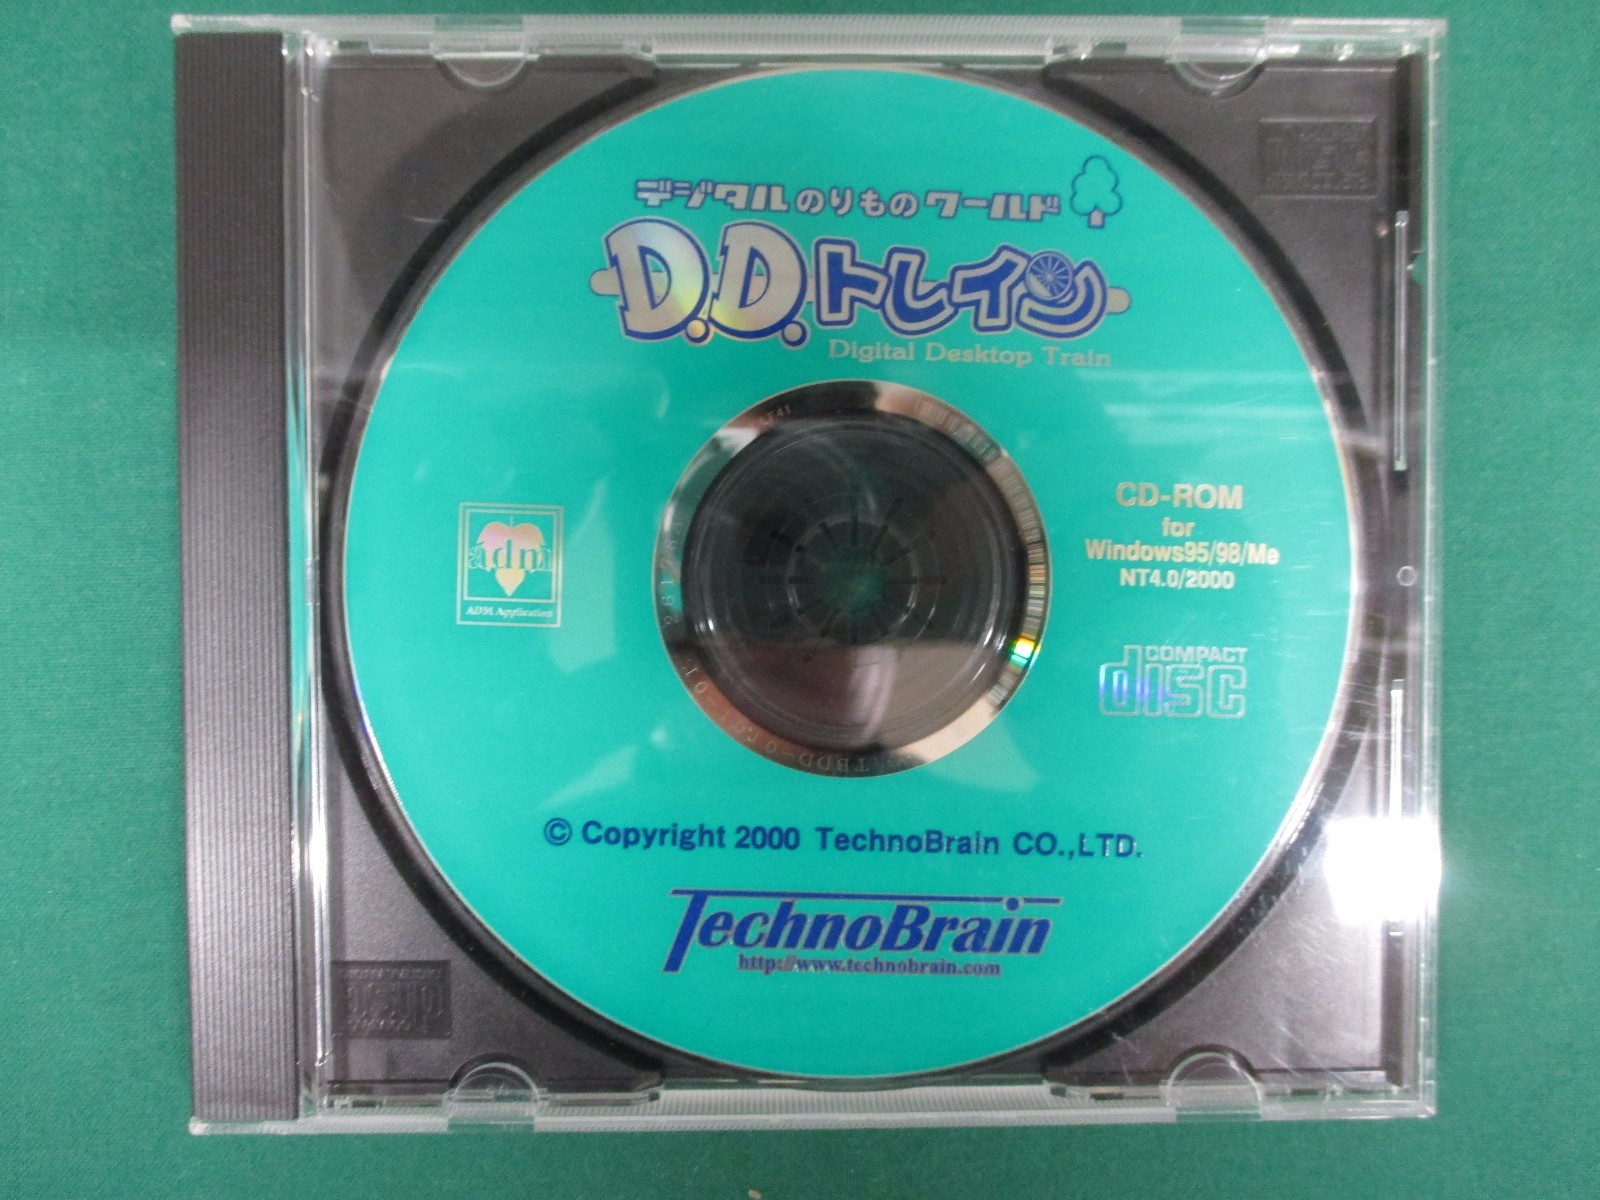 デジタルのりものワールド
D.D.トレイン
Digital Desktop Train
adm
ADM Application
CD-ROM
for
Windows95/98/Me
NT4.0/2000
COMPACT
disc
© Copyright 2000 TechnoBrain CO.,LTD.
TechnoBrain
http://www.technobrain.com